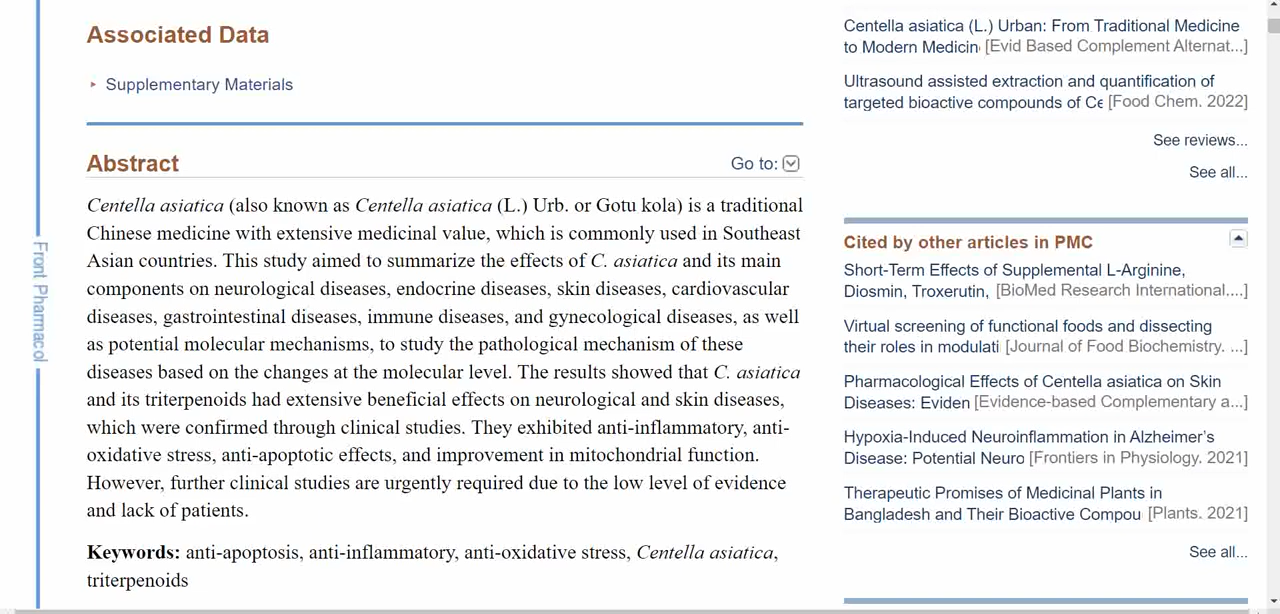 Associated Data
Supplementary Materials
Abstract
Go to:
Centella asiatica (also known as Centella asiatica (L.) Urb. or Gotu kola) is a traditional
Chinese medicine with extensive medicinal value, which is commonly used in Southeast
Asian countries. This study aimed to summarize the effects of C. asiatica and its main
components on neurological diseases, endocrine diseases, skin diseases, cardiovascular
diseases, gastrointestinal diseases, immune diseases, and gynecological diseases, as well
as potential molecular mechanisms, to study the pathological mechanism of these
diseases based on the changes at the molecular level. The results showed that C. asiatica
and its triterpenoids had extensive beneficial effects on neurological and skin diseases,
which were confirmed through clinical studies. They exhibited anti-inflammatory, anti-
oxidative stress, anti-apoptotic effects, and improvement in mitochondrial function.
However, further clinical studies are urgently required due to the low level of evidence
and lack of patients.
Keywords: anti-apoptosis, anti-inflammatory, anti-oxidative stress, Centella asiatica,
triterpenoids
Front Pharmacol
Centella asiatica (L.) Urban: From Traditional Medicine
to Modern Medicin [Evid Based Complement Alternat...]
Ultrasound assisted extraction and quantification of
targeted bioactive compounds of Ce [Food Chem. 2022]
See reviews...
See all...
Cited by other articles in PMC
Short-Term Effects of Supplemental L-Arginine,
Diosmin, Troxerutin, [BioMed Research International....]
Virtual screening of functional foods and dissecting
their roles in modulati [Journal of Food Biochemistry. ...]
Pharmacological Effects of Centella asiatica on Skin
Diseases: Eviden [Evidence-based Complementary a...]
Hypoxia-Induced Neuroinflammation in Alzheimer's
Disease: Potential Neuro [Frontiers in Physiology. 2021]
Therapeutic Promises of Medicinal Plants in
Bangladesh and Their Bioactive Compou [Plants. 2021]
See all...